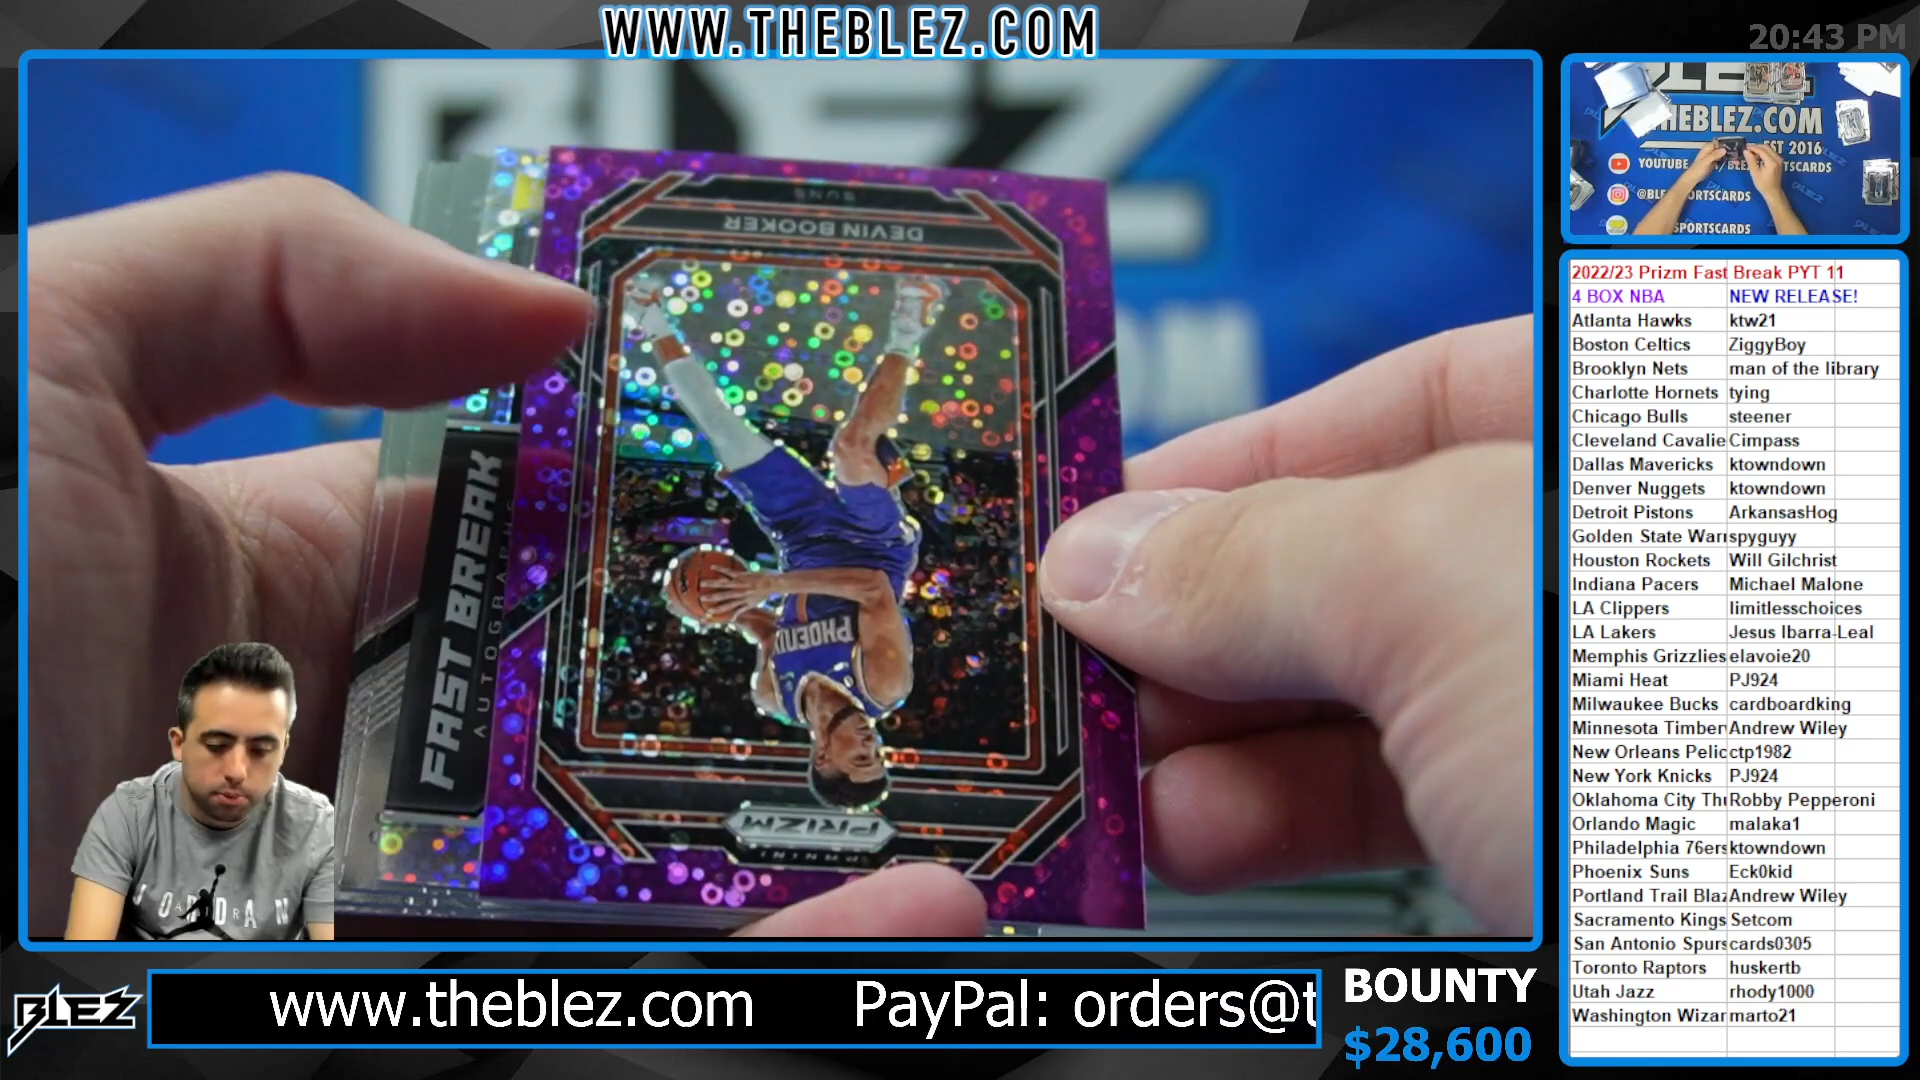 WWW.THEBLEZ.COM
20:43 PM
SUNS
DEVIN BOOKER
PHOENIX
PRIZM
PANINI
FAST BREAK
AUTOGRAPHS
JORDAN
AIR
THEBLEZ.COM
EST 2016
YOUTUBE
@BLE
ORTSCARDS
SPORTSCARDS
2022/23 Prizm Fast Break PYT 11
4 BOX NBA NEW RELEASE!
Atlanta Hawks ktw21
Boston Celtics ZiggyBoy
Brooklyn Nets man of the library
Charlotte Hornets tying
Chicago Bulls steener
Cleveland Cavalie Cimpass
Dallas Mavericks ktowndown
Denver Nuggets ktowndown
Detroit Pistons ArkansasHog
Golden State Warr spyguyy
Houston Rockets Will Gilchrist
Indiana Pacers Michael Malone
LA Clippers limitlesschoices
LA Lakers Jesus Ibarra-Leal
Memphis Grizzlies elavoie20
Miami Heat PJ924
Milwaukee Bucks cardboardking
Minnesota Timber Andrew Wiley
New Orleans Pelic ctp1982
New York Knicks PJ924
Oklahoma City Thu Robby Pepperoni
Orlando Magic malaka1
Philadelphia 76ers ktowndown
Phoenix Suns Eck0kid
Portland Trail Blaz Andrew Wiley
Sacramento Kings Setcom
San Antonio Spurs cards0305
Toronto Raptors huskertb
Utah Jazz rhody1000
Washington Wizar marto21
BLEZ
www.theblez.com PayPal: orders@t
BOUNTY
$28,600